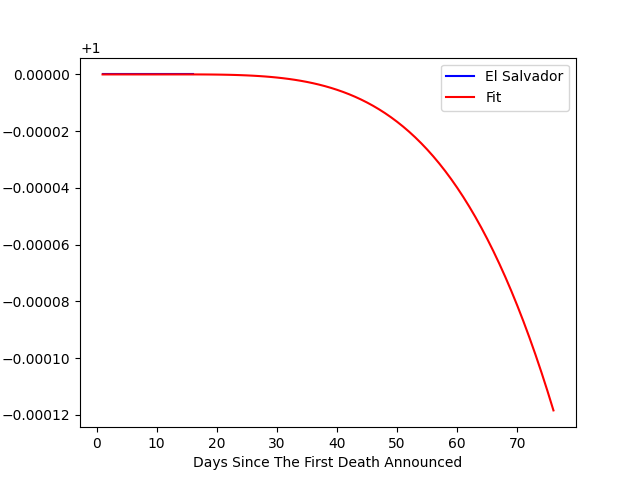 +1
0.00000
−0.00002
−0.00004
−0.00006
−0.00008
−0.00010
−0.00012
0 10 20 30 40 50 60 70
Days Since The First Death Announced
El Salvador
Fit